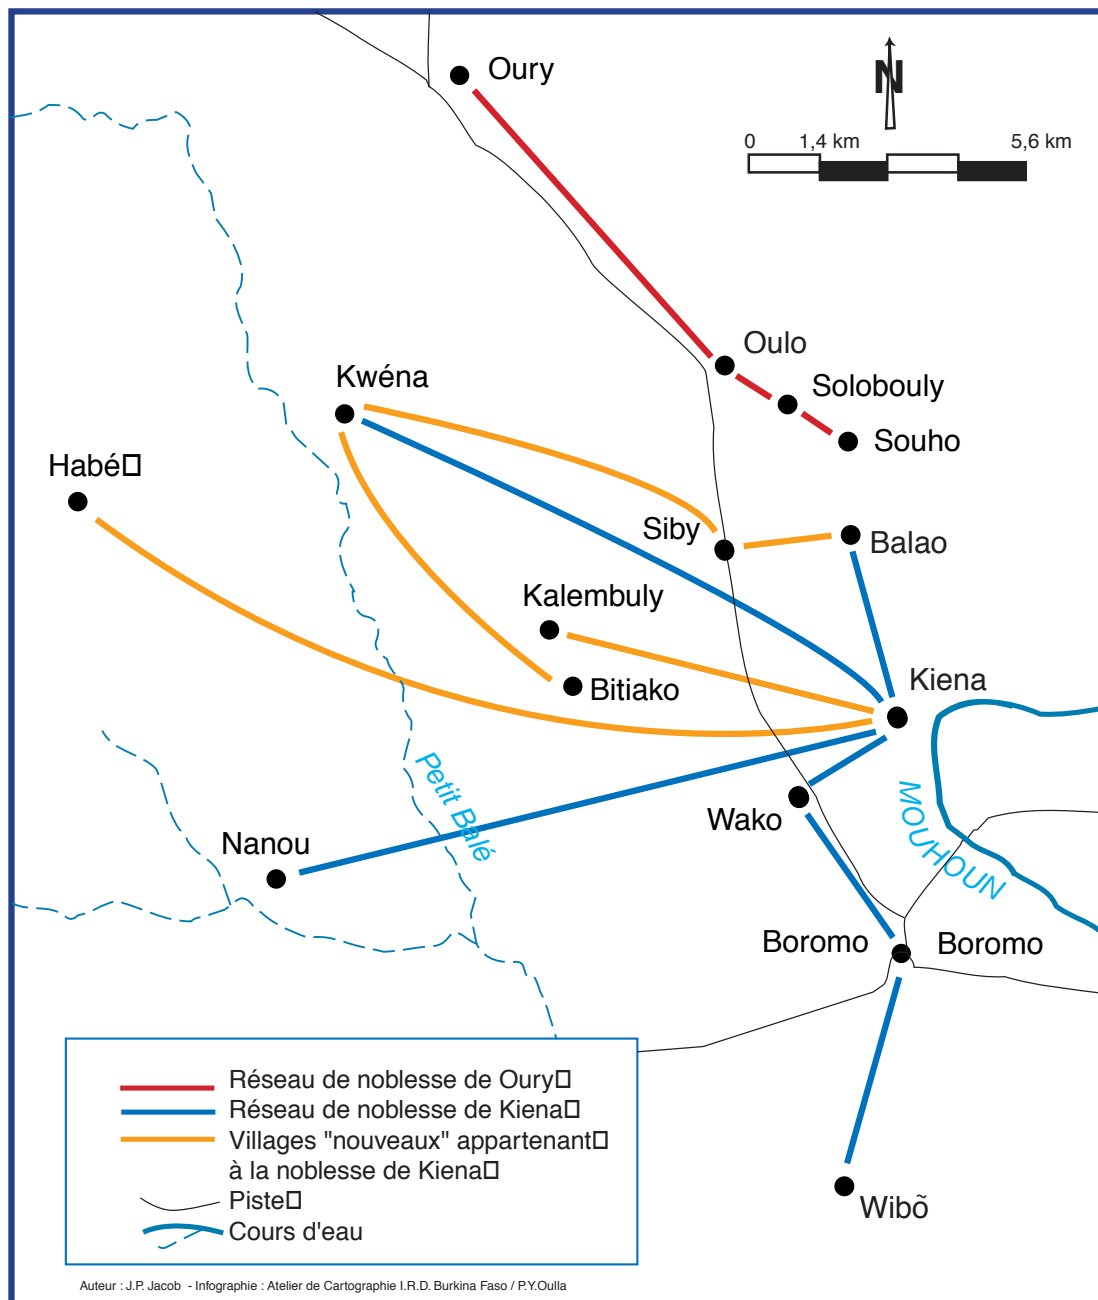 Oury
N
0 1,4 km 5,6 km
Oulo
Kwéna
Solobouly
Souho
Habé□
Siby
Balao
Kalembuly
Bitiako
Kiena
Petit Balé
MOUHOUN
Wako
Nanou
Boromo Boromo
Réseau de noblesse de Oury□
Réseau de noblesse de Kiena□
Villages "nouveaux" appartenant□
à la noblesse de Kiena□
Piste□
Cours d'eau
Wibõ
Auteur : J.P. Jacob - Infographie : Atelier de Cartographie I.R.D. Burkina Faso / P.Y.Oulla